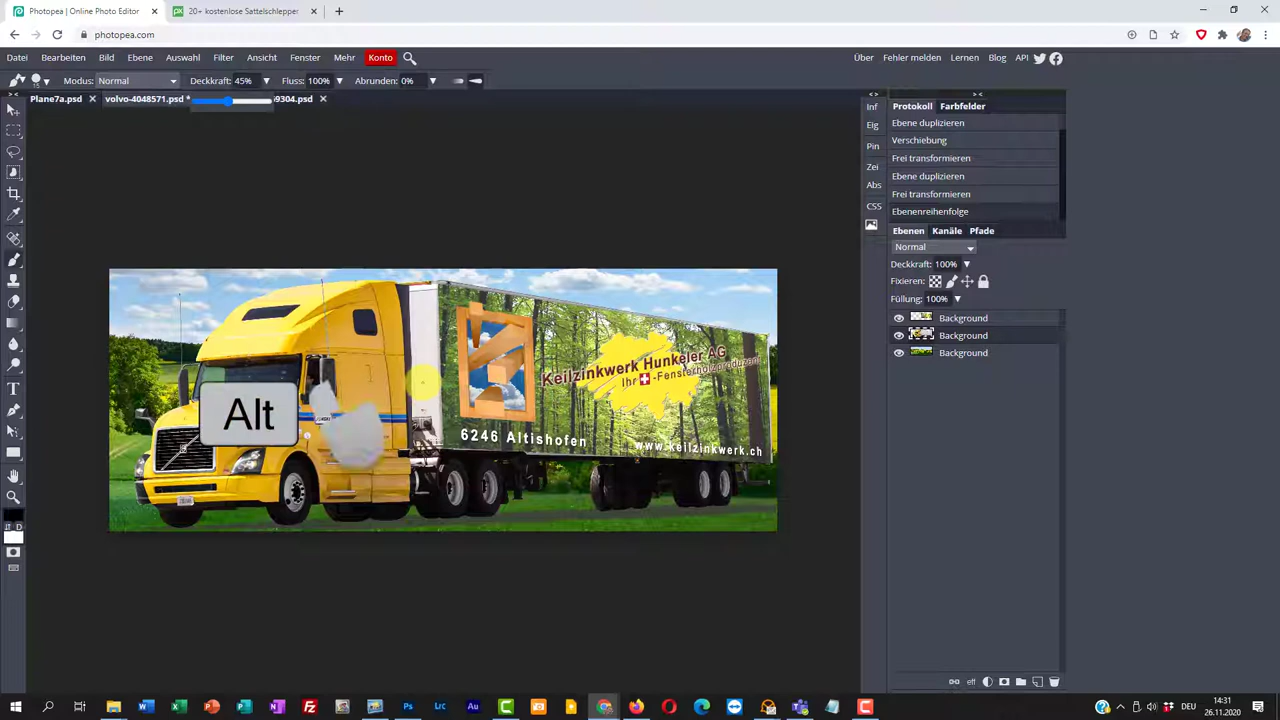 Photopea | Online Photo Editor
20+ kostenlose Sattelschlepper
photopea.com
Datei Bearbeiten Bild Ebene Auswahl Filter Ansicht Fenster Mehr Konto
Über Fehler melden Lernen Blog API
15 Modus: Normal Deckkraft: 45% Fluss: 100% Abrunden: 0%
Plane7a.psd volvo-4048571.psd * 9304.psd
Inf
Eig
Pin
Zei
Abs
CSS
Protokoll Farbfelder
Ebene duplizieren
Verschiebung
Frei transformieren
Ebene duplizieren
Frei transformieren
Ebenenreihenfolge
Ebenen Kanäle Pfade
Normal
Deckkraft: 100%
Fixieren:
Füllung: 100%
Background
Background
Background
Alt
Keilzinkwerk Hunkeler AG
Ihr -Fensterholzproduzent
6246 Altishofen
www.keilzinkwerk.ch
D
14:31
26.11.2020